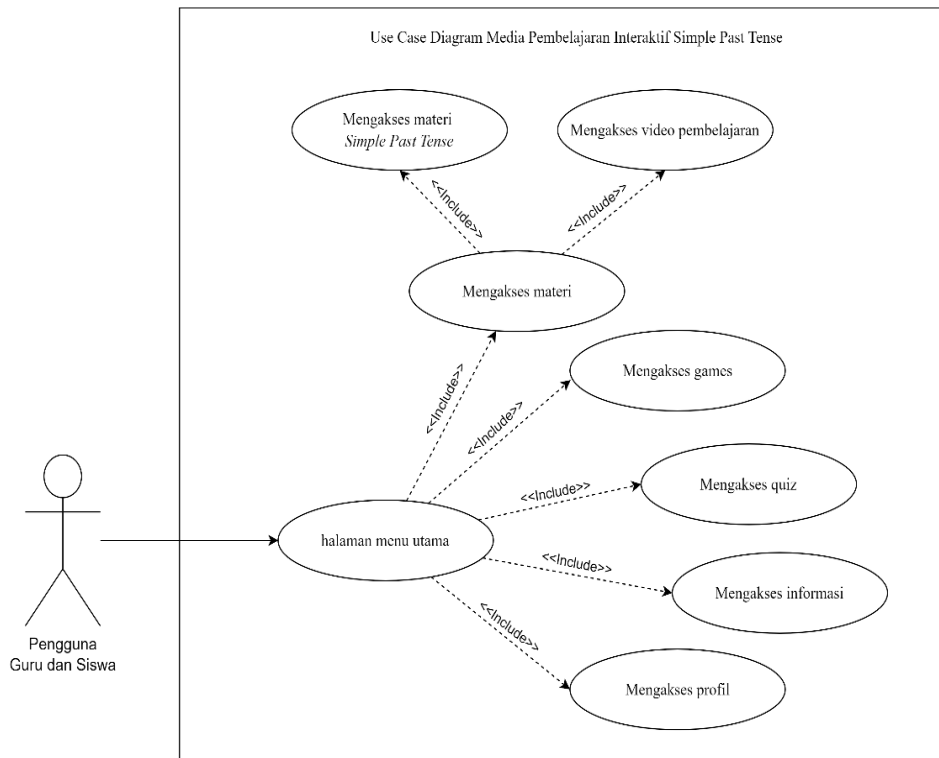 Use Case Diagram Media Pembelajaran Interaktif Simple Past Tense
Mengakses materi
Simple Past Tense
Mengakses video pembelajaran
<<Include>>
<<Include>>
Mengakses materi
<<Include>>
Mengakses games
<<Include>>
Mengakses quiz
<<Include>>
halaman menu utama
<<Include>>
Mengakses informasi
<<Include>>
Mengakses profil
Pengguna
Guru dan Siswa